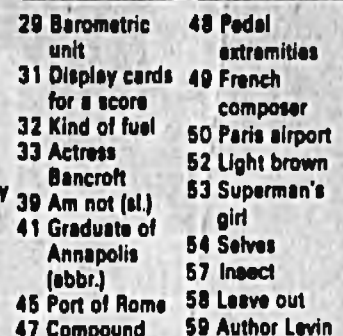 29 Barometric
unit
31 Display cards
for a score
32 Kind of fuel
33 Actress
Bancroft
39 Am not (sl.)
41 Graduate of
Annapolis
(abbr.)
45 Port of Rome
47 Compound
48 Pedal
extremities
49 French
composer
50 Paris airport
52 Light brown
53 Superman's
girl
54 Selves
57 Insect
58 Leave out
59 Author Levin